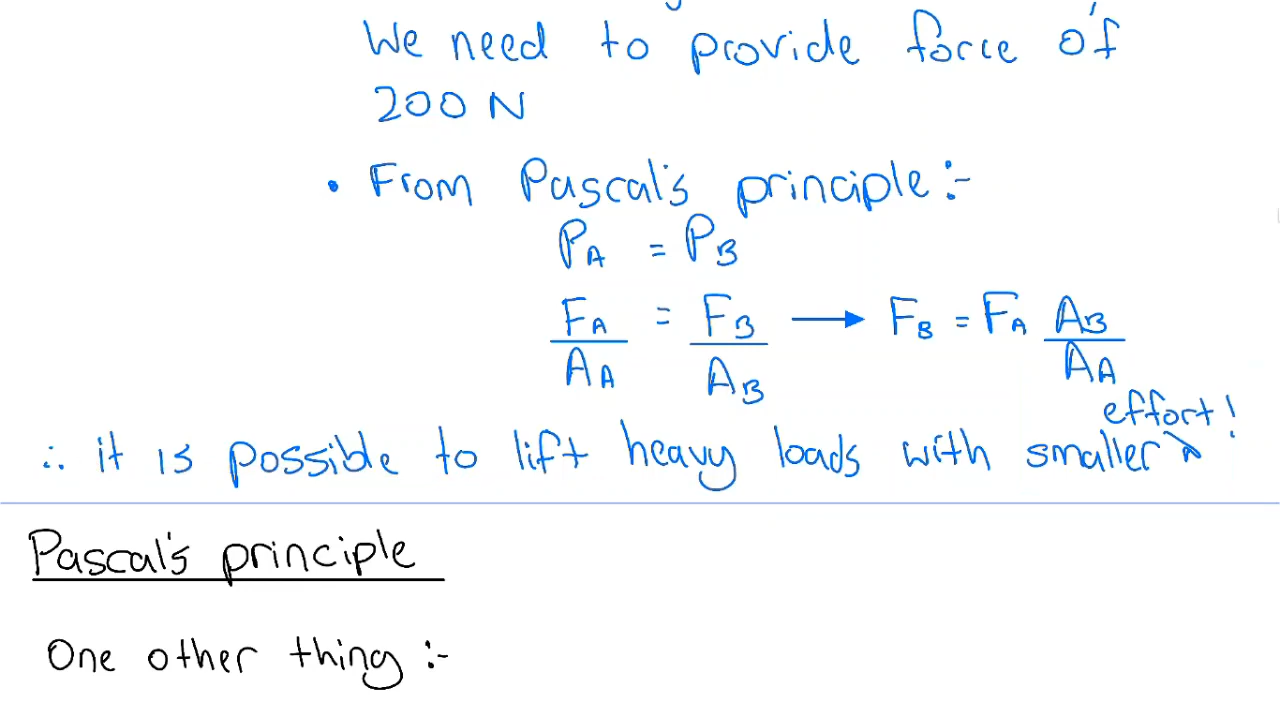 We need to provide force of
200 N
• From Pascal's principle :-
P_A = P_B
F_A/A_A = F_B/A_B → F_B = F_A A_B/A_A
effort!
∴ it is possible to lift heavy loads with smaller
Pascal's principle
One other thing :-